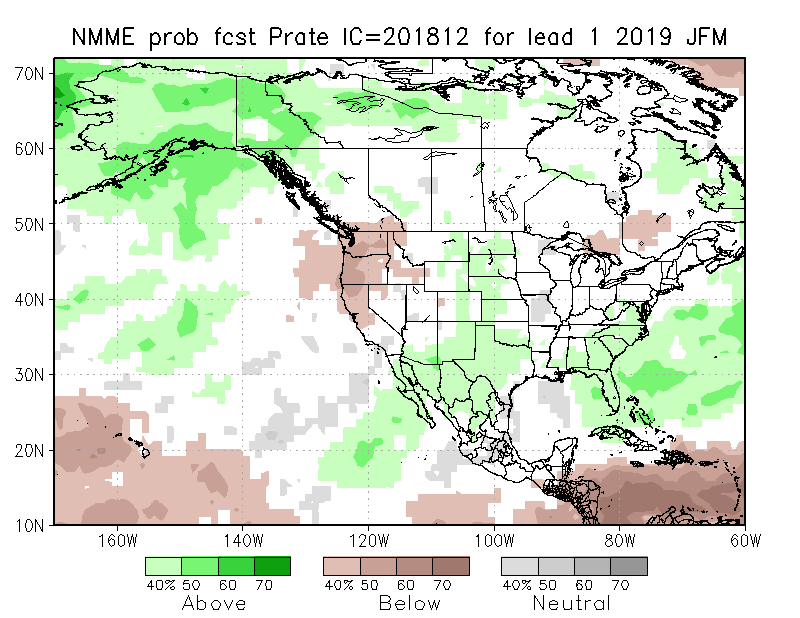 NMME prob fcst Prate IC=201812 for lead 1 2019 JFM
70N
60N
50N
40N
30N
20N
10N
160W 140W 120W 100W 80W 60W
40% 50 60 70 40% 50 60 70 40% 50 60 70
Above Below Neutral